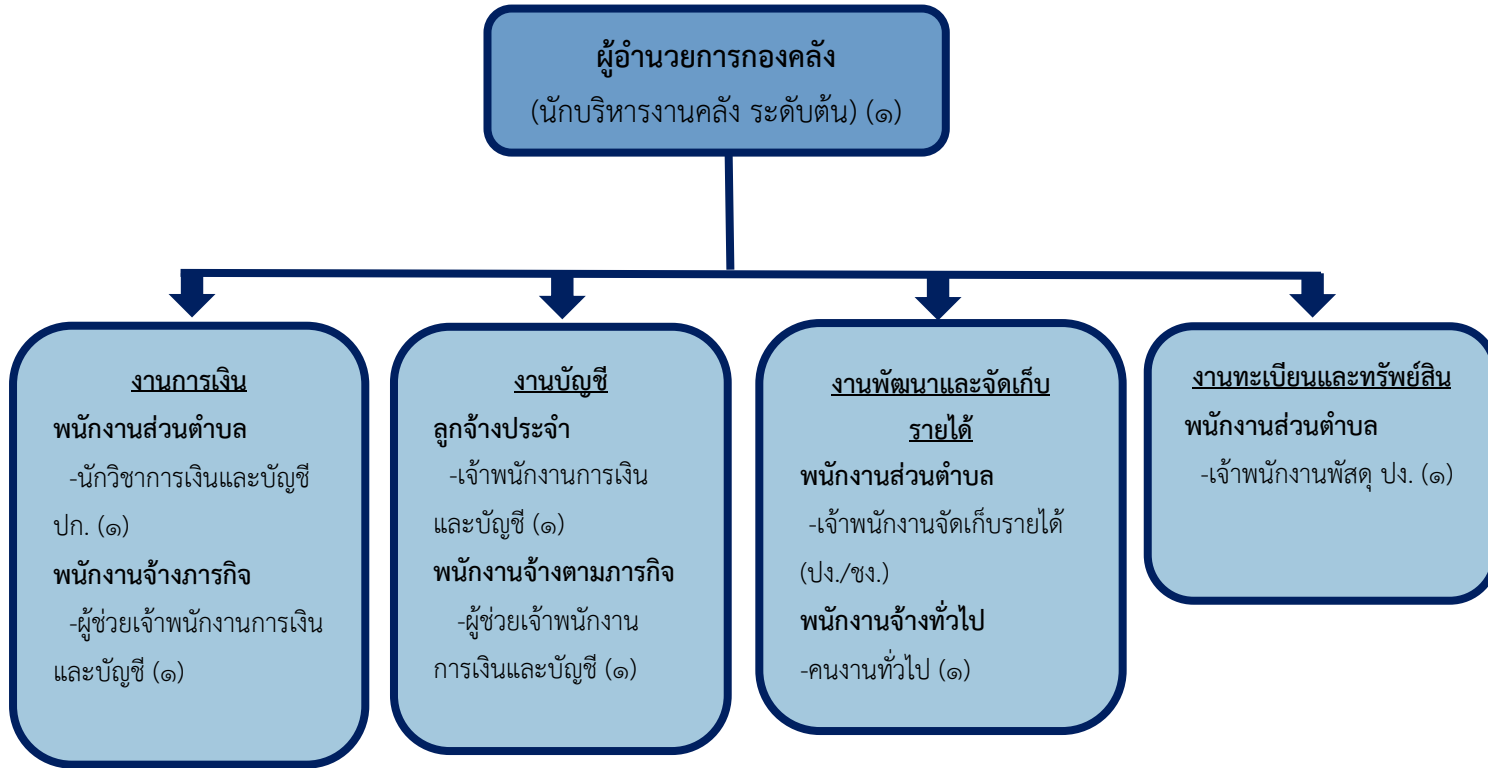 ผู้อำนวยการกองคลัง
(นักบริหารงานคลัง ระดับต้น) (๑)
งานการเงิน
พนักงานส่วนตำบล
-นักวิชาการเงินและบัญชี
ปก. (๑)
พนักงานจ้างภารกิจ
-ผู้ช่วยเจ้าพนักงานการเงิน
และบัญชี (๑)
งานบัญชี
ลูกจ้างประจำ
-เจ้าพนักงานการเงิน
และบัญชี (๑)
พนักงานจ้างตามภารกิจ
-ผู้ช่วยเจ้าพนักงาน
การเงินและบัญชี (๑)
งานพัฒนาและจัดเก็บ
รายได้
พนักงานส่วนตำบล
-เจ้าพนักงานจัดเก็บรายได้
(ปง./ชง.)
พนักงานจ้างทั่วไป
-คนงานทั่วไป (๑)
งานทะเบียนและทรัพย์สิน
พนักงานส่วนตำบล
-เจ้าพนักงานพัสดุ ปง. (๑)